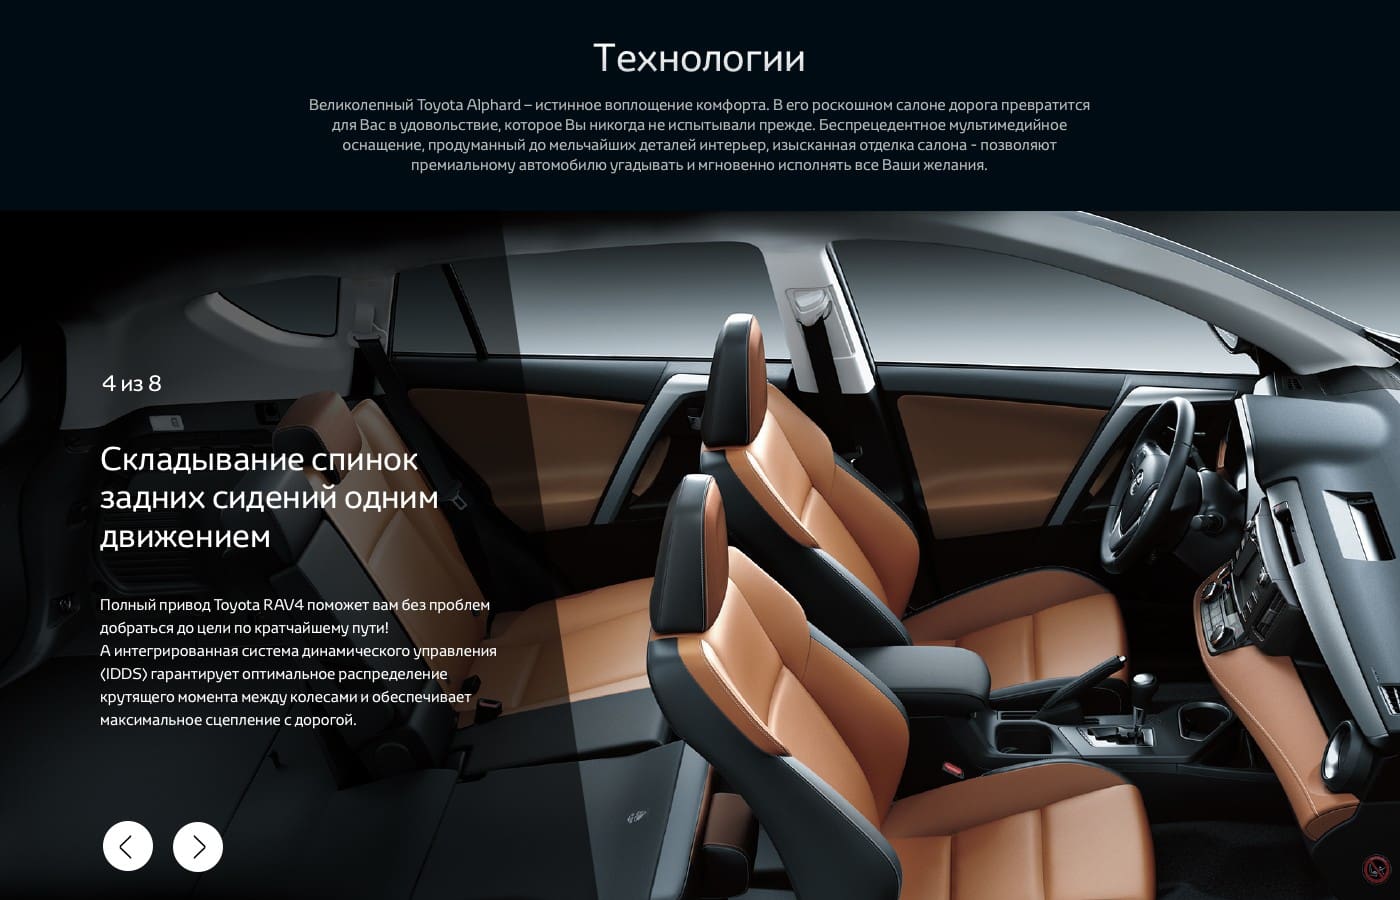 Технологии
Великолепный Toyota Alphard – истинное воплощение комфорта. В его роскошном салоне дорога превратится
для Вас в удовольствие, которое Вы никогда не испытывали прежде. Беспрецедентное мультимедийное
оснащение, продуманный до мельчайших деталей интерьер, изысканная отделка салона - позволяют
премиальному автомобилю угадывать и мгновенно исполнять все Ваши желания.
4 из 8
Складывание спинок
задних сидений одним
движением
Полный привод Toyota RAV4 поможет вам без проблем
добраться до цели по кратчайшему пути!
А интегрированная система динамического управления
(IDDS) гарантирует оптимальное распределение
крутящего момента между колесами и обеспечивает
максимальное сцепление с дорогой.